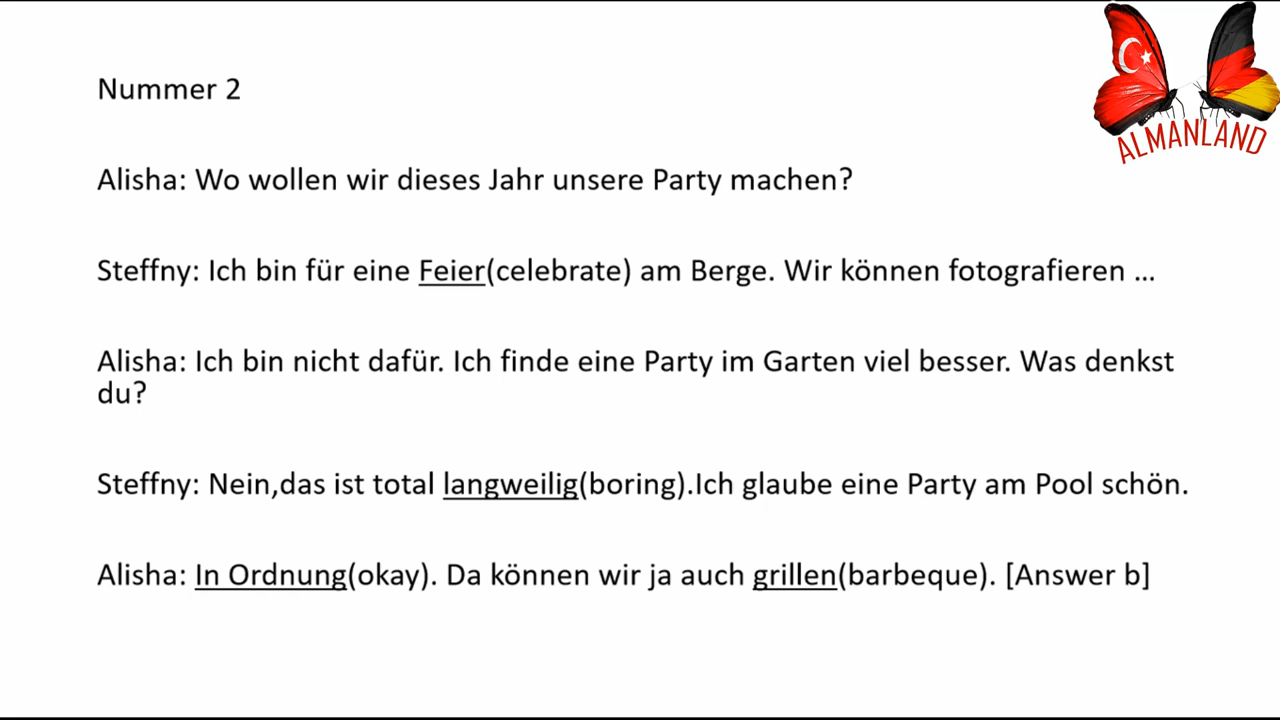 ALMANLAND
Nummer 2
Alisha: Wo wollen wir dieses Jahr unsere Party machen?
Steffny: Ich bin für eine Feier(celebrate) am Berge. Wir können fotografieren ...
Alisha: Ich bin nicht dafür. Ich finde eine Party im Garten viel besser. Was denkst
du?
Steffny: Nein,das ist total langweilig(boring).Ich glaube eine Party am Pool schön.
Alisha: In Ordnung(okay). Da können wir ja auch grillen(barbeque). [Answer b]